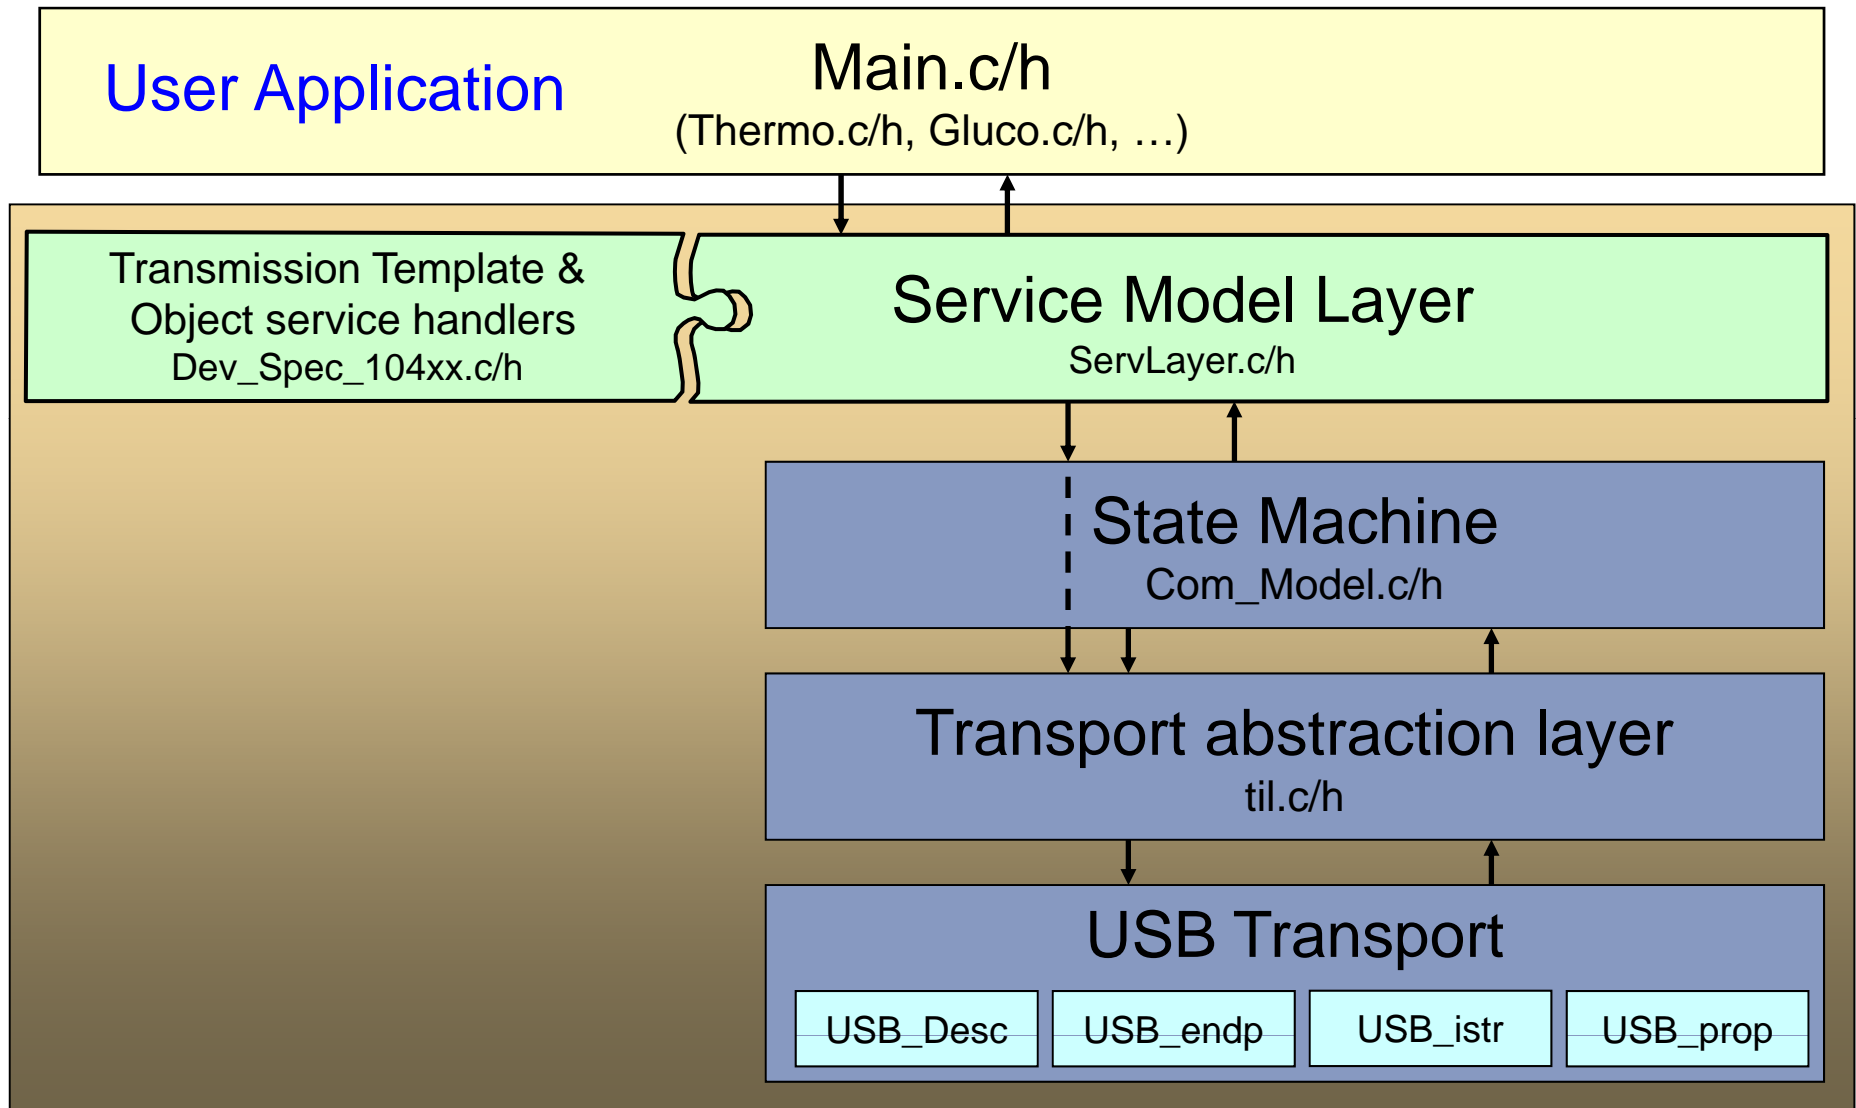 User Application
Main.c/h
(Thermo.c/h, Gluco.c/h, …)
Transmission Template &
Object service handlers
Dev_Spec_104xx.c/h
Service Model Layer
ServLayer.c/h
State Machine
Com_Model.c/h
Transport abstraction layer
til.c/h
USB Transport
USB_Desc
USB_endp
USB_istr
USB_prop